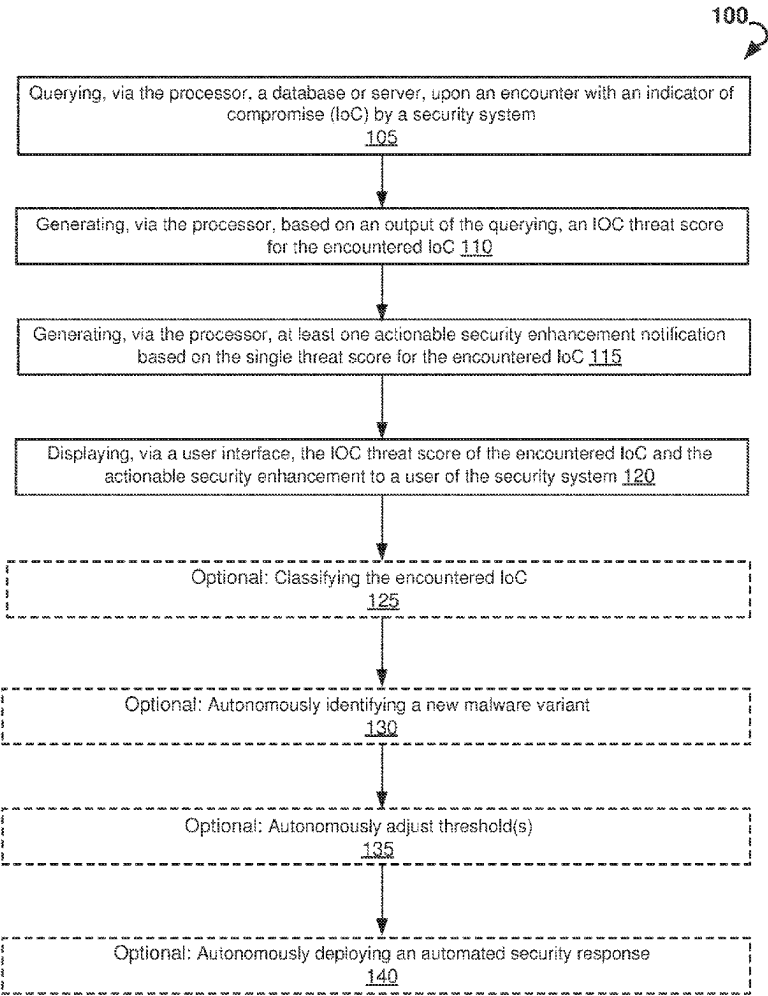 100
Querying, via the processor, a database or server, upon an encounter with an indicator of
compromise (IoC) by a security system
105
Generating, via the processor, based on an output of the querying, an IOC threat score
for the encountered IoC 110
Generating, via the processor, at least one actionable security enhancement notification
based on the single threat score for the encountered IoC 115
Displaying, via a user interface, the IOC threat score of the encountered IoC and the
actionable security enhancement to a user of the security system 120
Optional: Classifying the encountered IoC
125
Optional: Autonomously identifying a new malware variant
130
Optional: Autonomously adjust threshold(s)
135
Optional: Autonomously deploying an automated security response
140